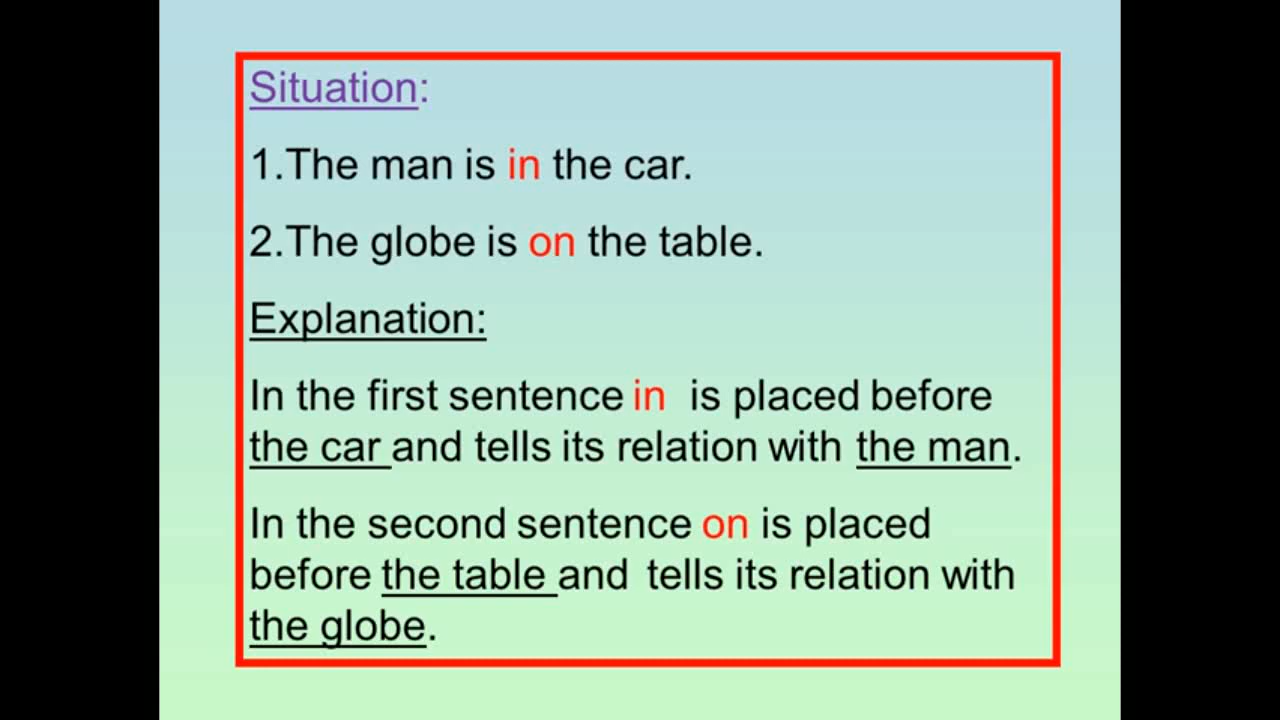 Situation:
1.The man is in the car.
2.The globe is on the table.
Explanation:
In the first sentence in is placed before
the car and tells its relation with the man.
In the second sentence on is placed
before the table and tells its relation with
the globe.